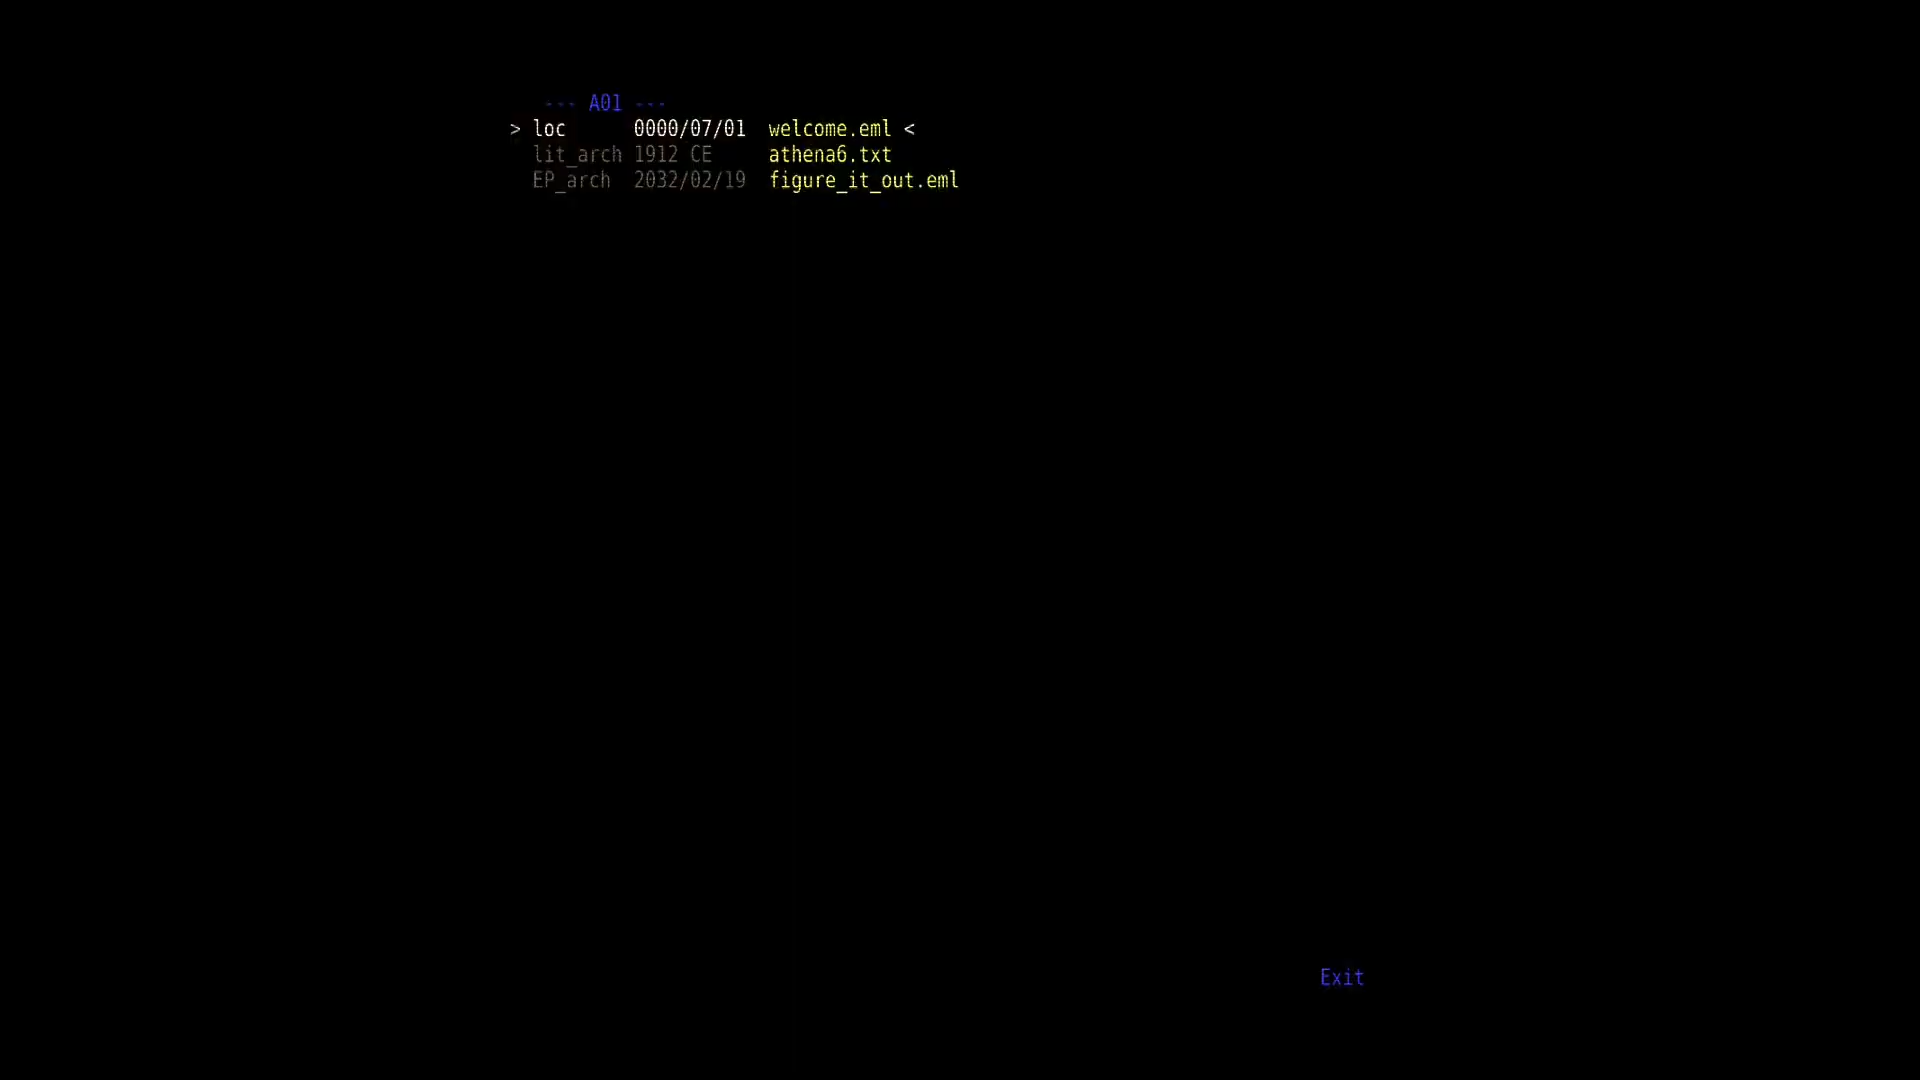 --- A01 ---
> loc 0000/07/01 welcome.eml <
lit_arch 1912 CE athena6.txt
EP_arch 2032/02/19 figure_it_out.eml
Exit